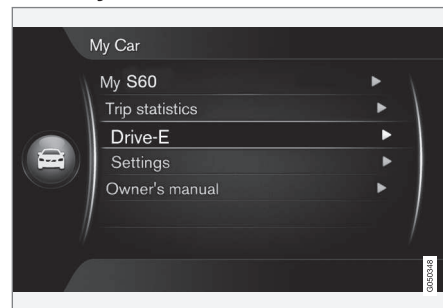 My Car
My S60
Trip statistics
Drive-E
Settings
Owner's manual
G050348